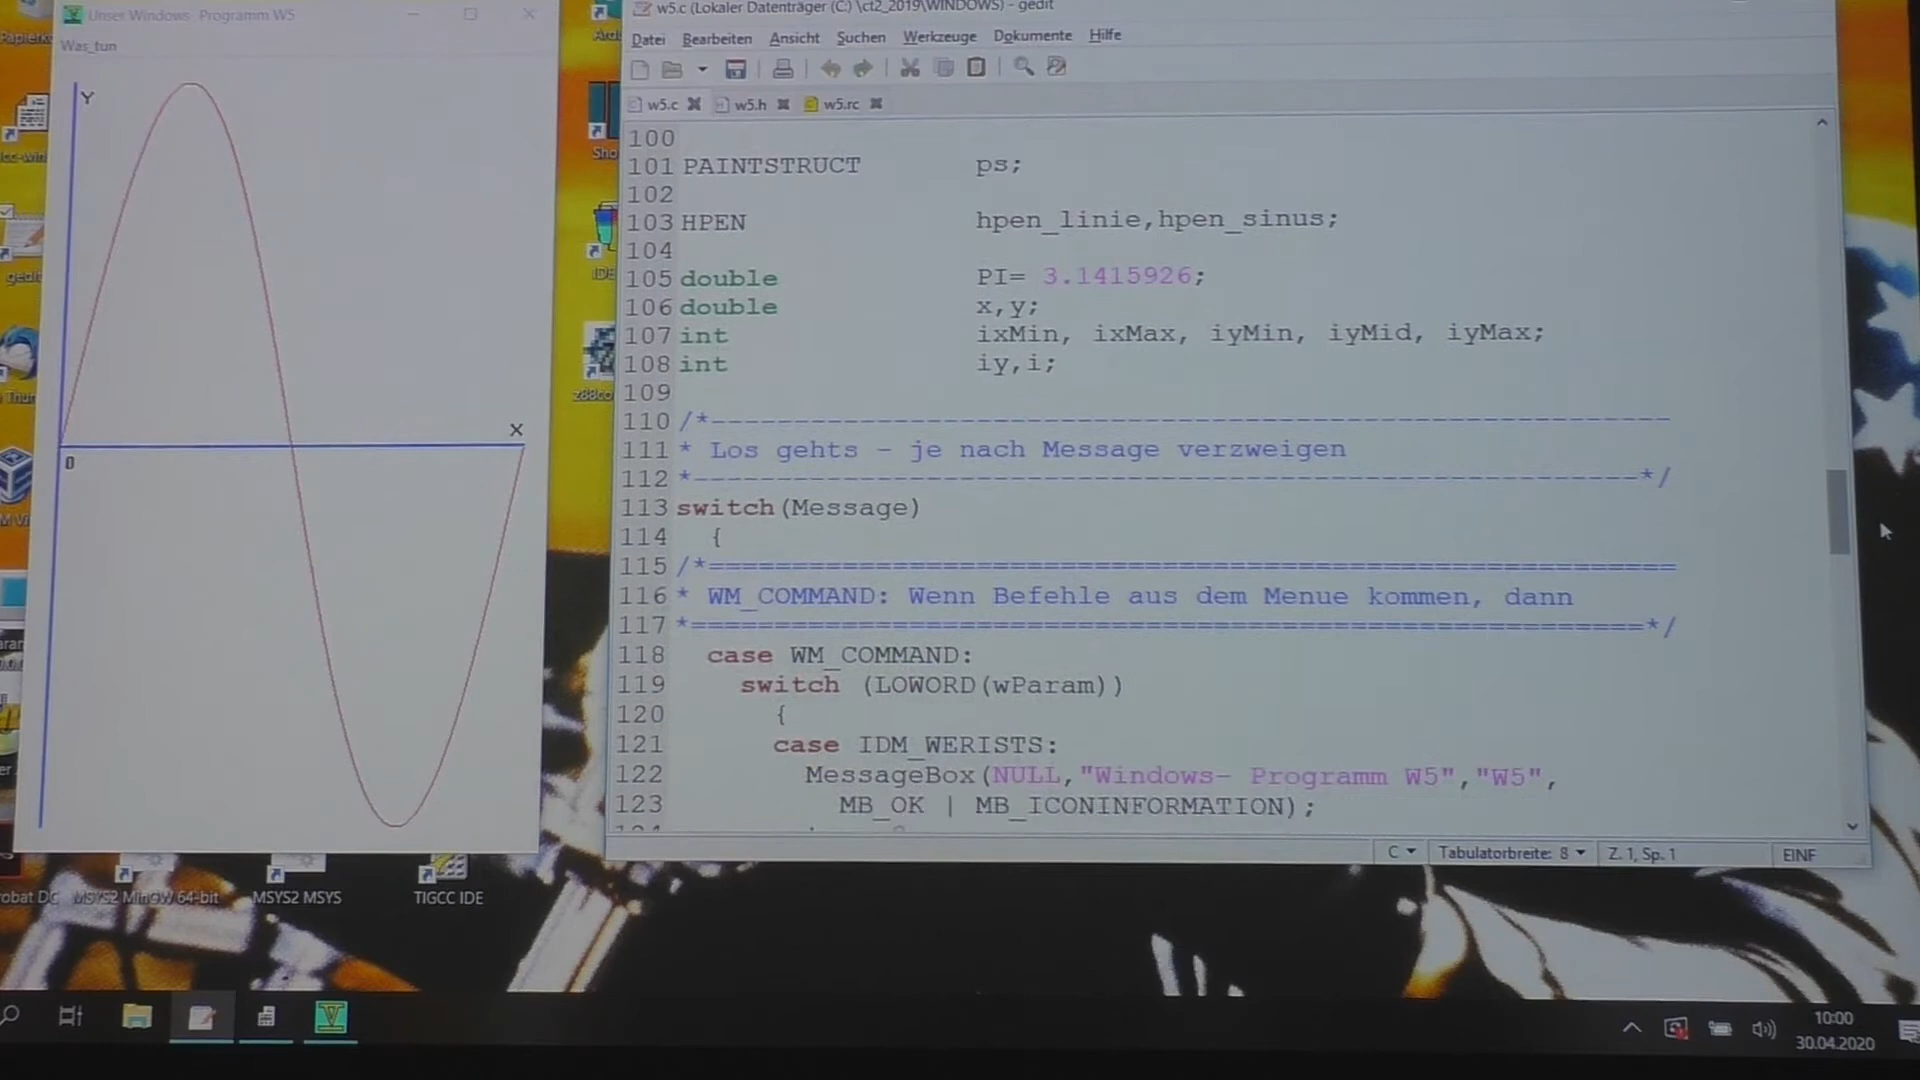 Unser Windows Programm W5
Was_tun
Y
X
0
w5.c (Lokaler Datenträger (C:) \ct2_2019\WINDOWS) - gedit
Datei Bearbeiten Ansicht Suchen Werkzeuge Dokumente Hilfe
w5.c w5.h w5.rc
100
101 PAINTSTRUCT ps;
102
103 HPEN hpen_linie,hpen_sinus;
104
105 double PI= 3.1415926;
106 double x,y;
107 int ixMin, ixMax, iyMin, iyMid, iyMax;
108 int iy,i;
109
110 /*----------------------------------------------------------
111 * Los gehts - je nach Message verzweigen
112 *---------------------------------------------------------*/
113 switch(Message)
114 {
115 /*==========================================================
116 * WM_COMMAND: Wenn Befehle aus dem Menue kommen, dann
117 *=========================================================*/
118 case WM_COMMAND:
119 switch (LOWORD(wParam))
120 {
121 case IDM_WERISTS:
122 MessageBox(NULL,"Windows- Programm W5","W5",
123 MB_OK | MB_ICONINFORMATION);
C Tabulatorbreite: 8 Z. 1, Sp. 1 EINF
MSYS2 MinGW 64-bit
MSYS2 MSYS
TIGCC IDE
10:00
30.04.2020